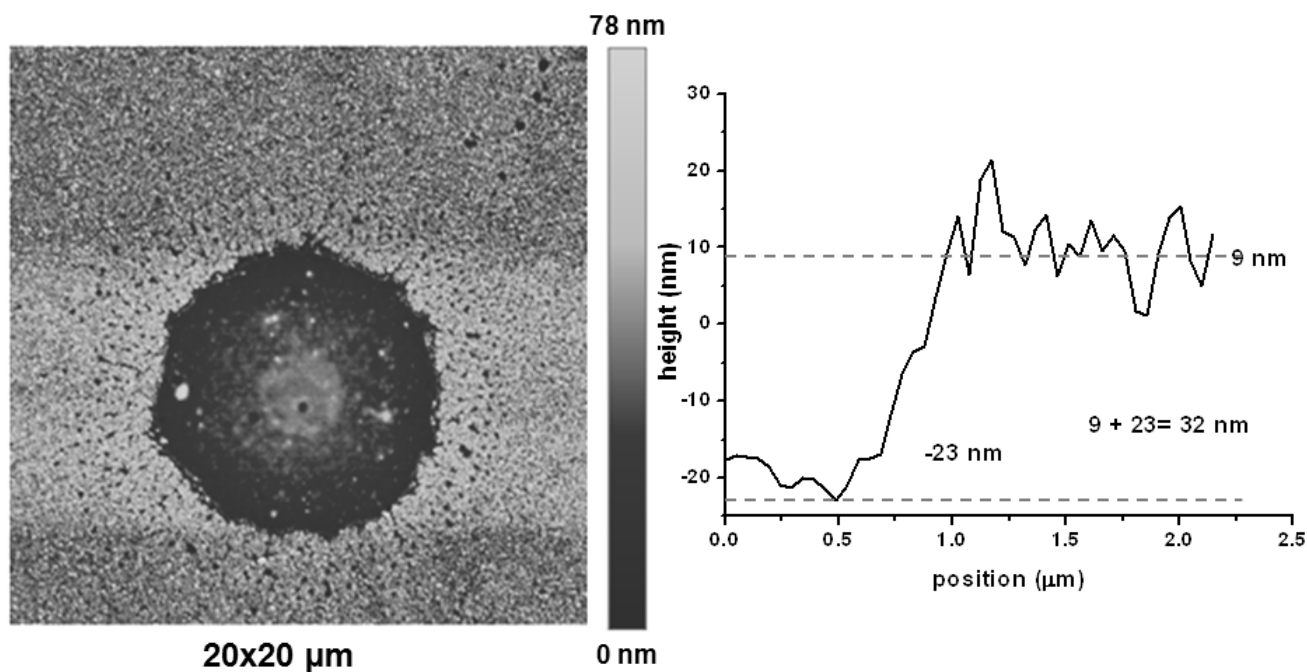 78 nm
20x20 µm
0 nm
height (nm)
30
20
10
0
-10
-20
9 nm
-23 nm
9 + 23= 32 nm
0.0 0.5 1.0 1.5 2.0 2.5
position (µm)